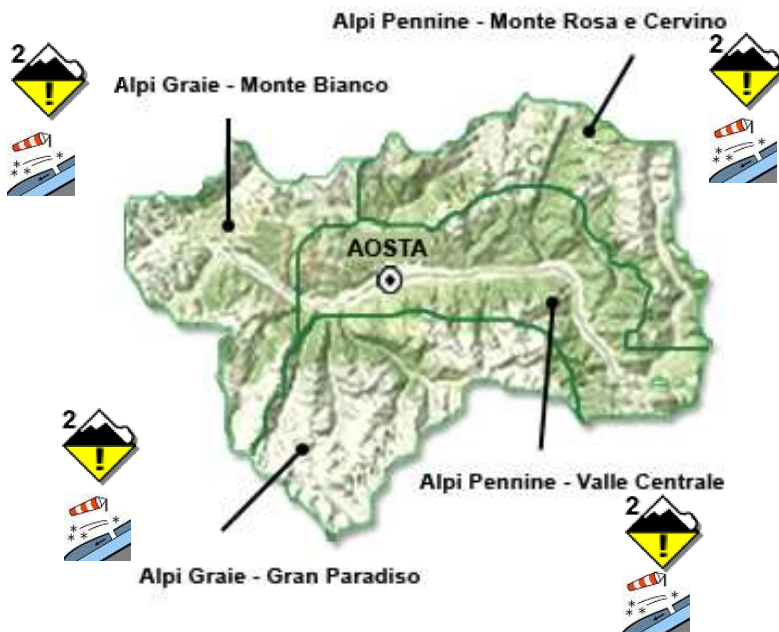 Alpi Pennine - Monte Rosa e Cervino
2
2
Alpi Graie - Monte Bianco
!
!
AOSTA
2
!
Alpi Pennine - Valle Centrale
2
!
Alpi Graie - Gran Paradiso